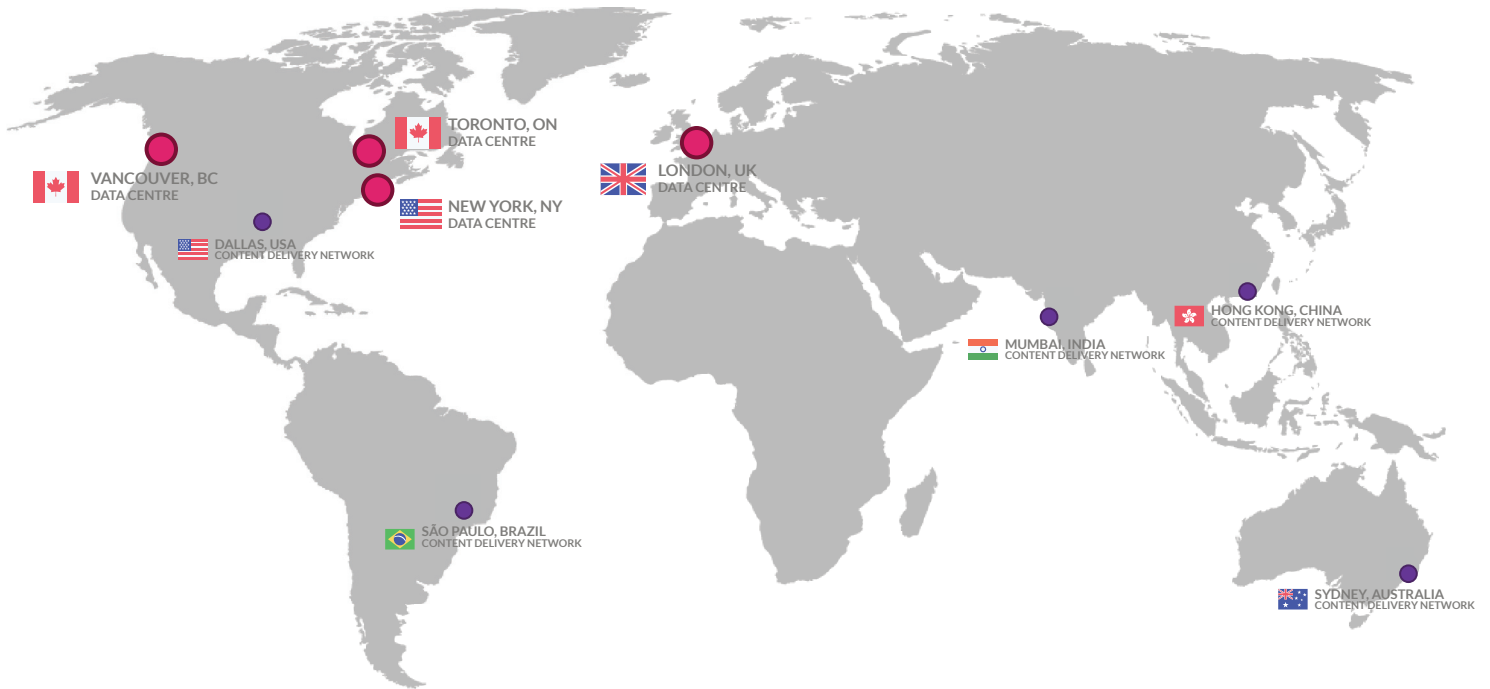 TORONTO, ON
DATA CENTRE
VANCOUVER, BC
DATA CENTRE
LONDON, UK
DATA CENTRE
NEW YORK, NY
DATA CENTRE
DALLAS, USA
CONTENT DELIVERY NETWORK
HONG KONG, CHINA
CONTENT DELIVERY NETWORK
MUMBAI, INDIA
CONTENT DELIVERY NETWORK
SÃO PAULO, BRAZIL
CONTENT DELIVERY NETWORK
SYDNEY, AUSTRALIA
CONTENT DELIVERY NETWORK